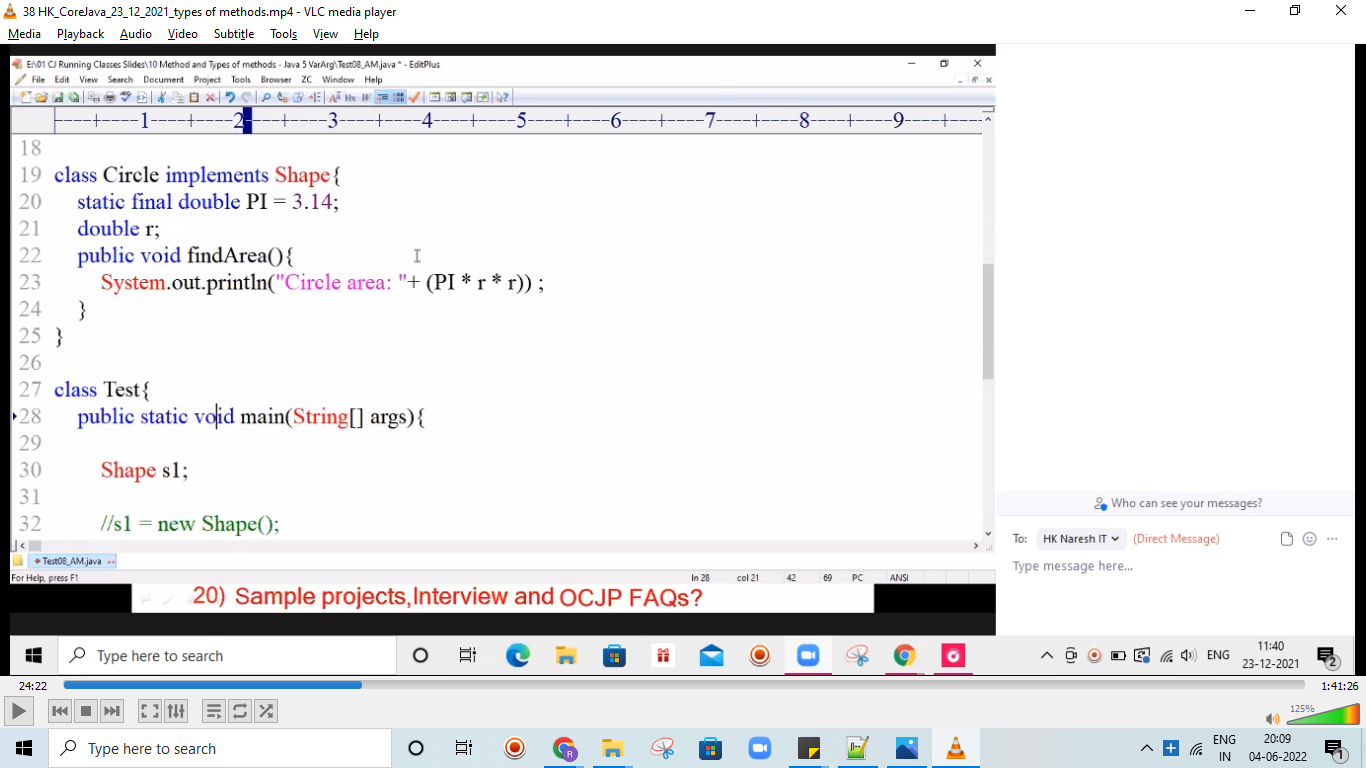 38 HK_CoreJava_23_12_2021_types of methods.mp4 - VLC media player
Media Playback Audio Video Subtitle Tools View Help
E:\01 CJ Running Classes Slides\10 Method and Types of methods - Java 5 VarArg\Test08_AM.java * - EditPlus
File Edit View Search Document Project Tools Browser ZC Window Help
----+----1----+----2----+----3----+----4----+----5----+----6----+----7----+----8----+----9----+----
18
19 class Circle implements Shape{
20 static final double PI = 3.14;
21 double r;
22 public void findArea(){
23 System.out.println("Circle area: "+ (PI * r * r)) ;
24 }
25 }
26
27 class Test{
28 public static void main(String[] args){
29
30 Shape s1;
31
32 //s1 = new Shape();
Test08_AM.java
For Help, press F1 ln 28 col 21 42 69 PC ANSI
20) Sample projects,Interview and OCJP FAQs?
Who can see your messages?
To: HK Naresh IT (Direct Message)
Type message here...
Type here to search ENG 11:40
23-12-2021 2
24:22 1:41:26
125%
Type here to search ENG 20:09
IN 04-06-2022 1